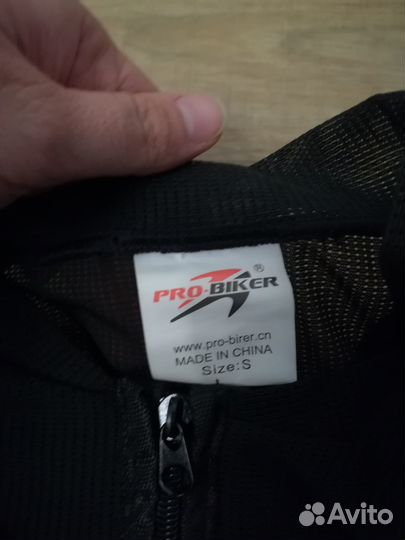 PRO-BIKER®
www.pro-birer.cn
MADE IN CHINA
Size:S
Avito